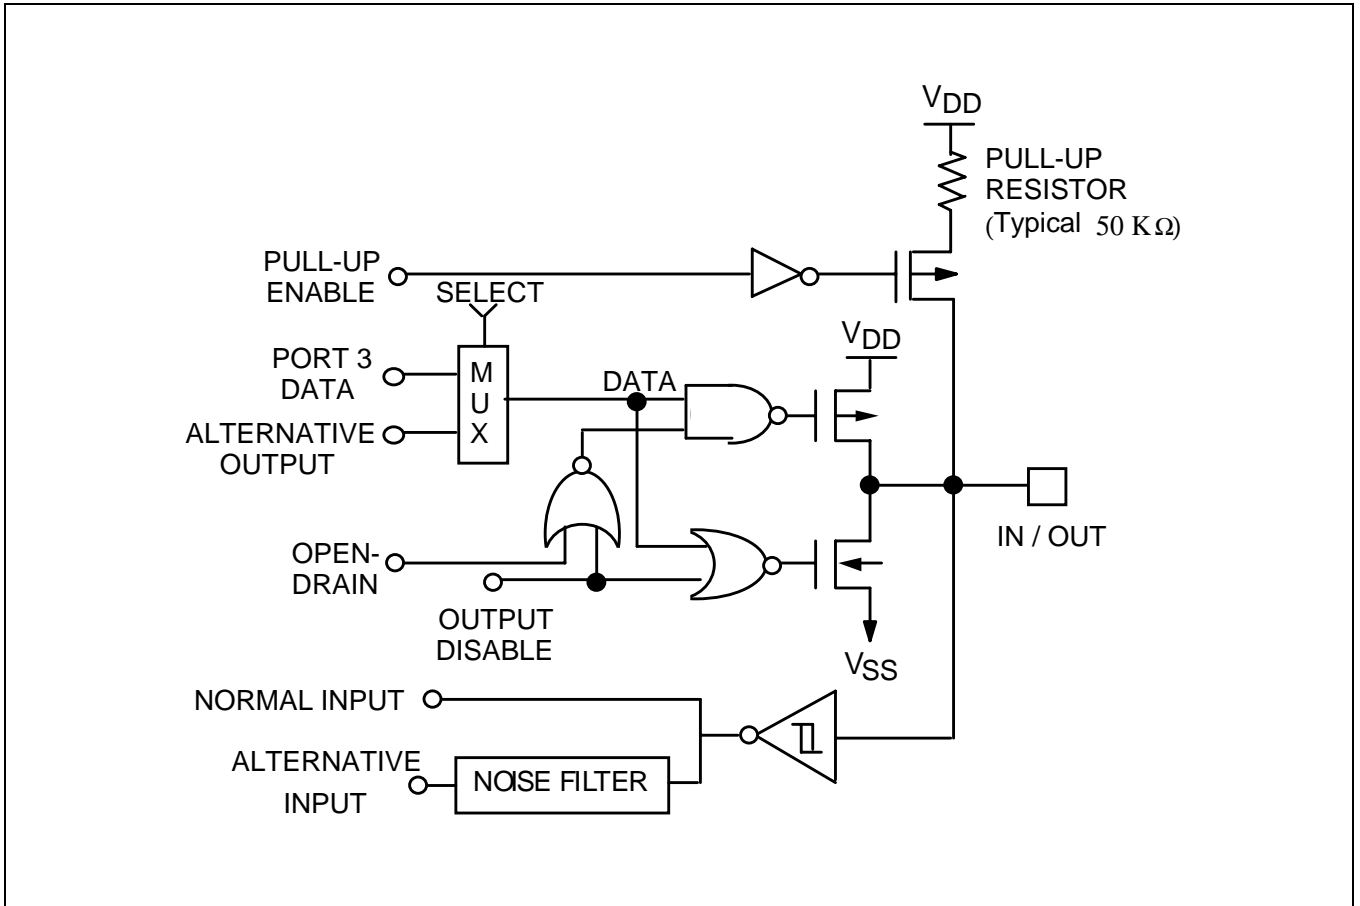 VDD
PULL-UP
RESISTOR
(Typical 50 KΩ)
PULL-UP
ENABLE
SELECT
VDD
PORT 3
DATA
M
U
X
DATA
ALTERNATIVE
OUTPUT
IN / OUT
OPEN-
DRAIN
OUTPUT
DISABLE
VSS
NORMAL INPUT
ALTERNATIVE
INPUT
NOISE FILTER